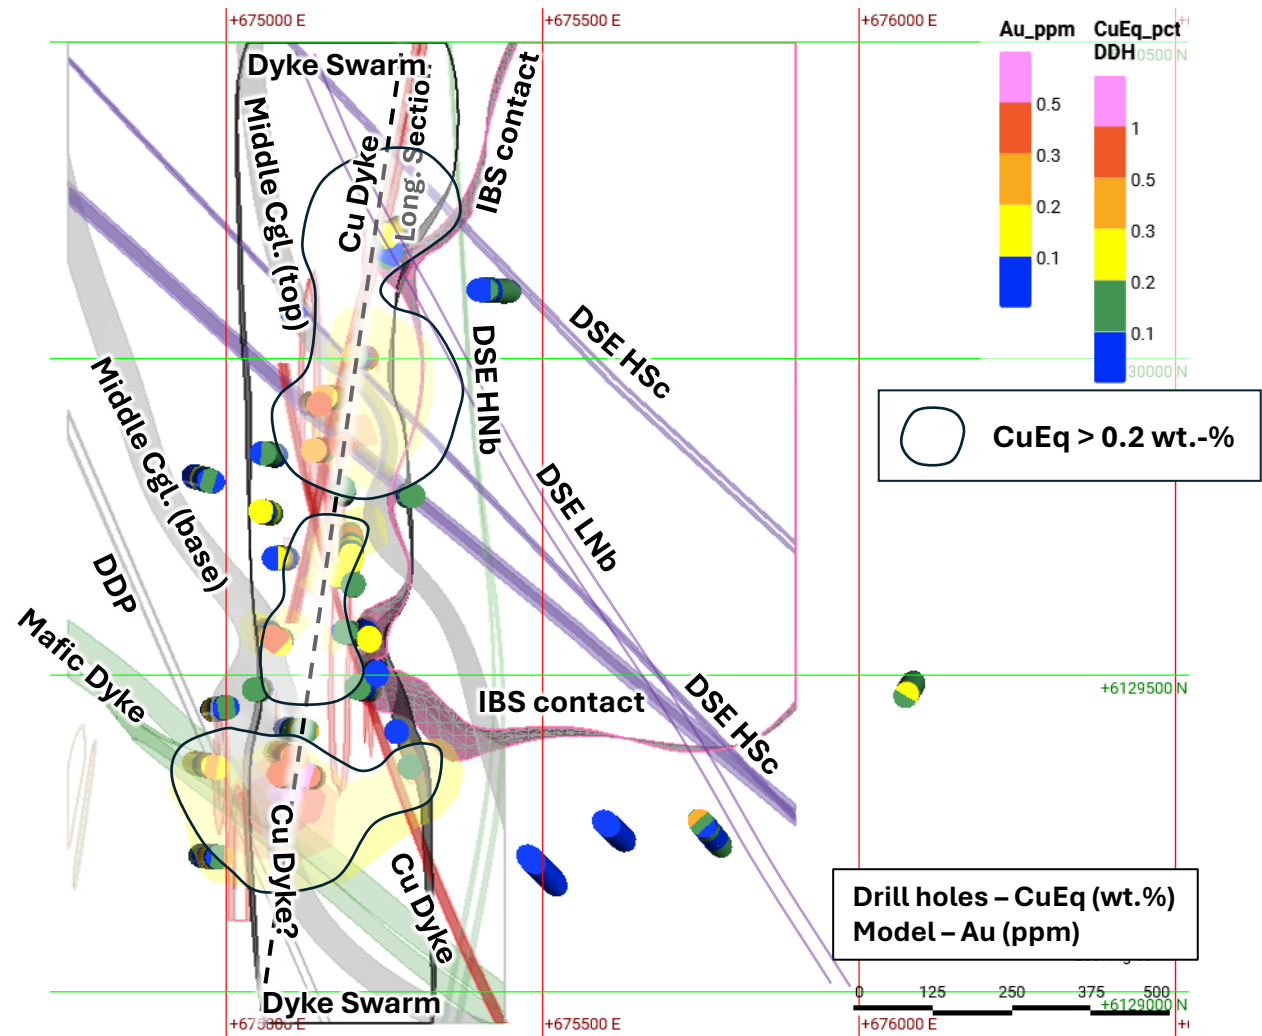 +675000 E
+675500 E
+676000 E
Au_ppm
CuEq_pct
DDH
0500 N
0.5
0.3
0.2
0.1
1
0.5
0.3
0.2
0.1
30000 N
Dyke Swarm
Middle Cgl. (top)
Cu Dyke
Long. Section
IBS contact
DSE HSc
DSE HNb
DSE LNb
CuEq > 0.2 wt.-%
Middle Cgl. (base)
DDP
Mafic Dyke
IBS contact
DSE HSc
+6129500 N
Cu Dyke?
Cu Dyke
Drill holes – CuEq (wt.%)
Model – Au (ppm)
Dyke Swarm
0
125
250
375
500
+6129000 N
+675000 E
+675500 E
+676000 E